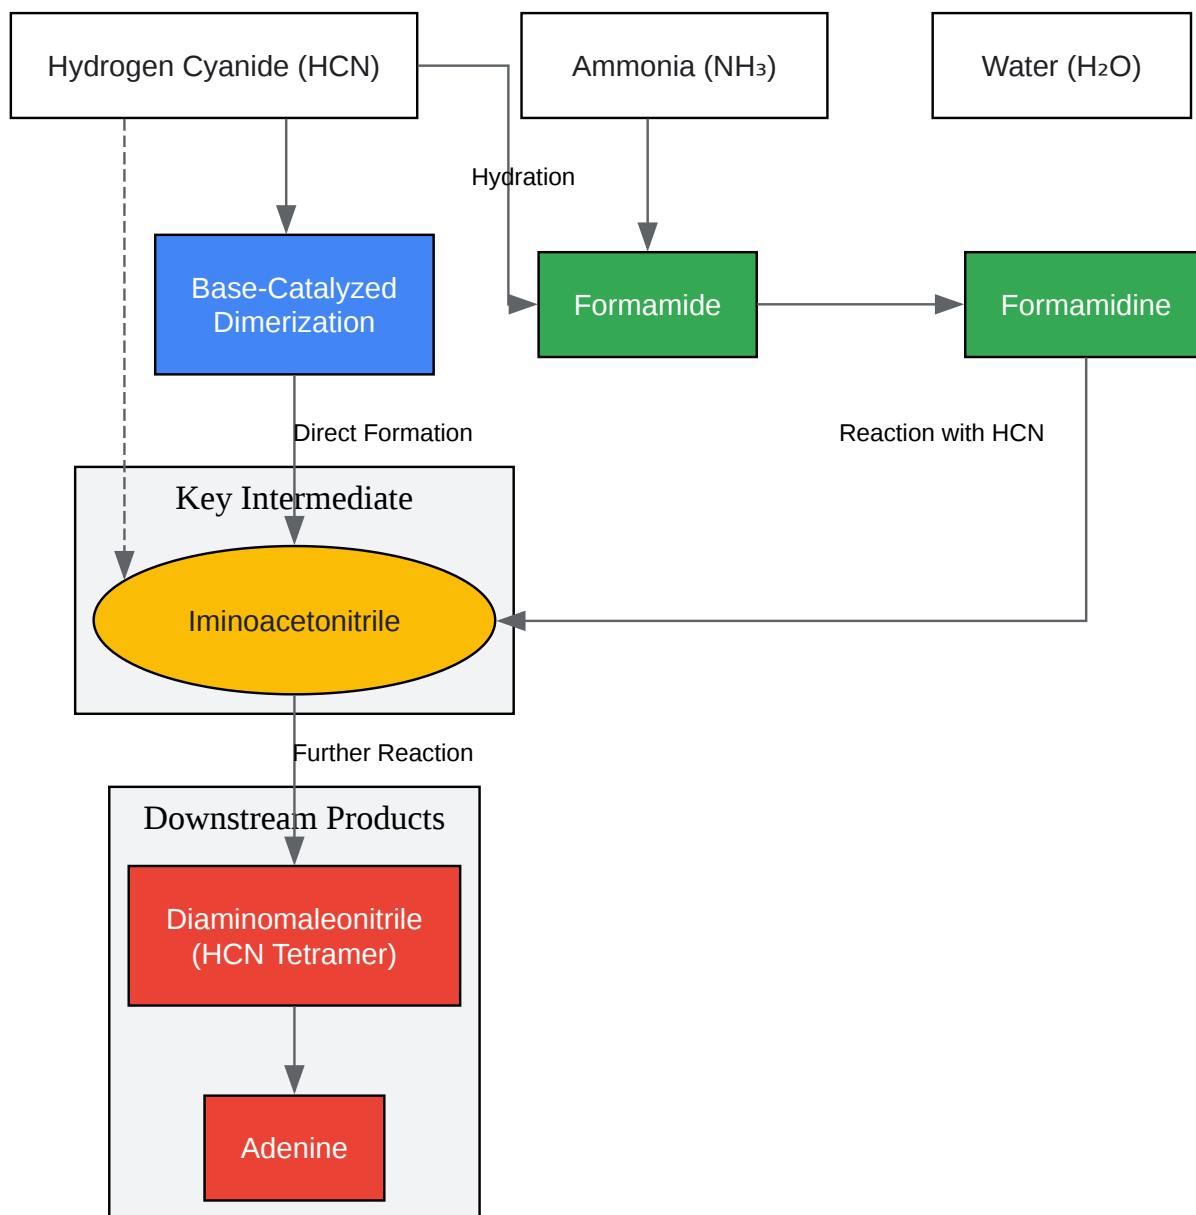 Hydrogen Cyanide (HCN)
Ammonia (NH₃)
Water (H₂O)
Hydration
Base-Catalyzed
Dimerization
Formamide
Formamidine
Direct Formation
Reaction with HCN
Key Intermediate
Iminoacetonitrile
Further Reaction
Downstream Products
Diaminomaleonitrile
(HCN Tetramer)
Adenine